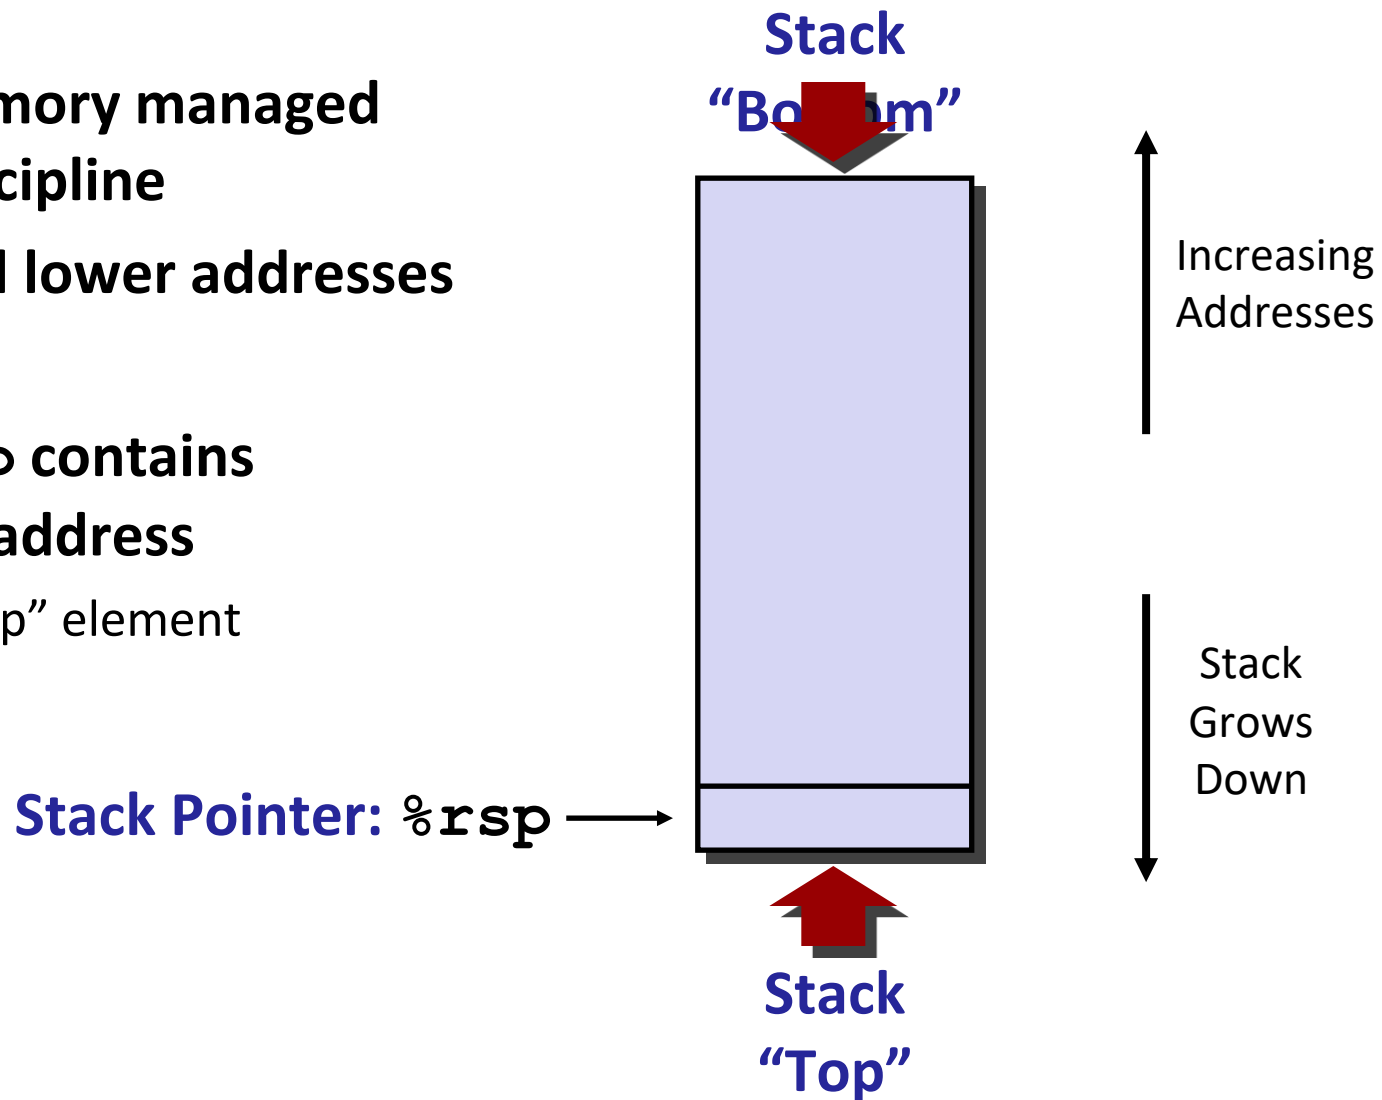 mory managed
cipline
lower addresses
contains
address
p” element
Stack Pointer: %rsp
Stack
“Bottom”
Increasing
Addresses
Stack
Grows
Down
Stack
“Top”